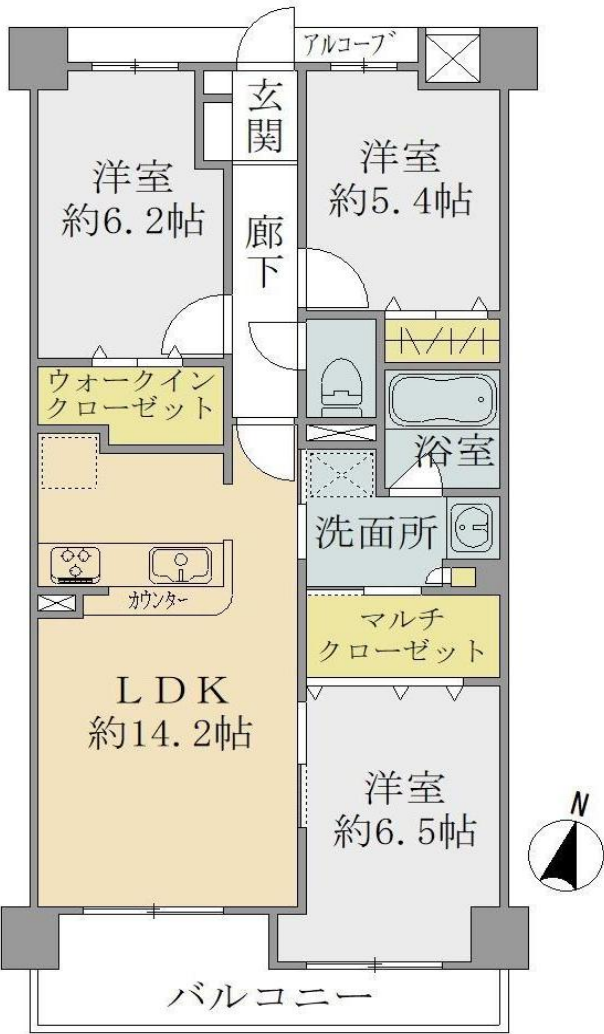 アルコーブ
玄関
洋室
約6.2帖
洋室
約5.4帖
廊下
ウォークイン
クローゼット
浴室
洗面所
カウンター
マルチ
クローゼット
LDK
約14.2帖
洋室
約6.5帖
N
バルコニー